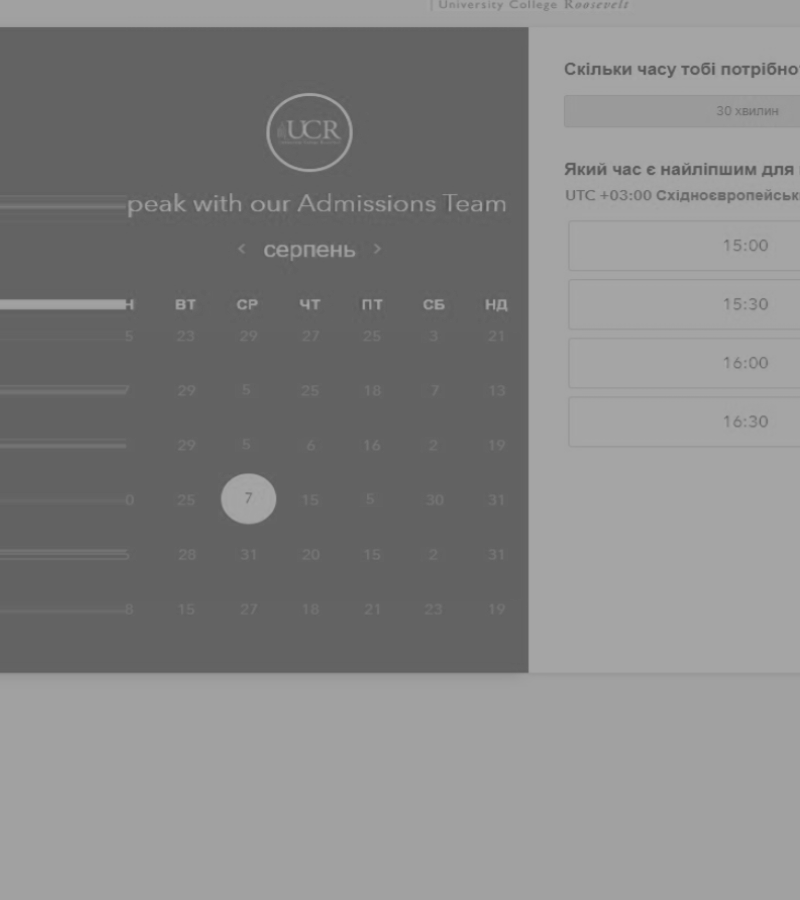 University College Roosevelt
UCR
peak with our Admissions Team
серпень
Н ВТ СР ЧТ ПТ СБ НД
5 23 29 27 25 3 21
29 5 25 18 7 13
29 5 6 16 2 19
0 25 7 15 5 30 31
5 28 31 20 15 2 31
8 15 27 18 21 23 19
Скільки часу тобі потрібно
30 хвилин
Який час є найліпшим для
UTC +03:00 Східноєвропейськ
15:00
15:30
16:00
16:30